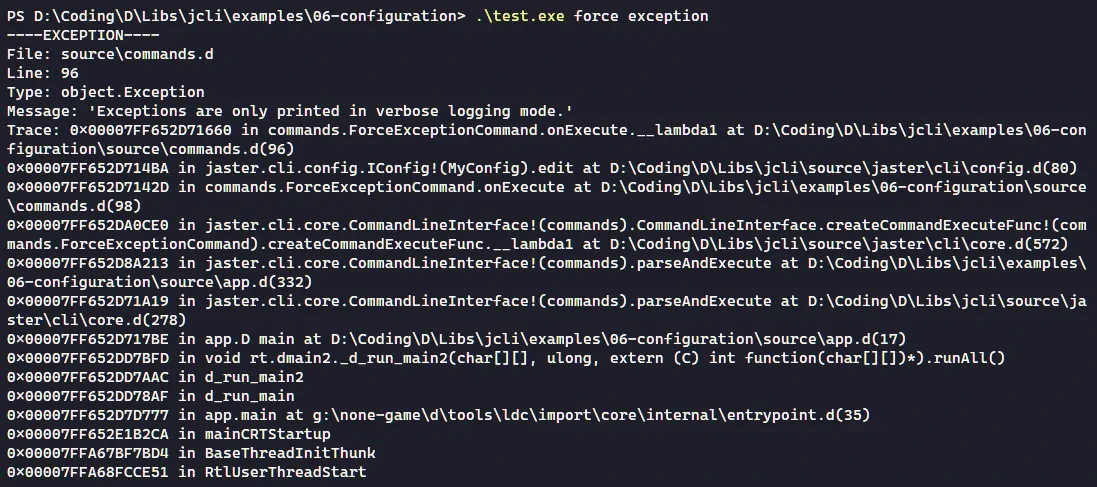 PS D:\Coding\D\Libs\jcli\examples\06-configuration> .\test.exe force exception
----EXCEPTION----
File: source\commands.d
Line: 96
Type: object.Exception
Message: 'Exceptions are only printed in verbose logging mode.'
Trace: 0x00007FF652D71660 in commands.ForceExceptionCommand.onExecute.__lambda1 at D:\Coding\D\Libs\jcli\examples\06-con
figuration\source\commands.d(96)
0x00007FF652D714BA in jaster.cli.config.IConfig!(MyConfig).edit at D:\Coding\D\Libs\jcli\source\jaster\cli\config.d(80)
0x00007FF652D7142D in commands.ForceExceptionCommand.onExecute at D:\Coding\D\Libs\jcli\examples\06-configuration\source
\commands.d(98)
0x00007FF652DA0CE0 in jaster.cli.core.CommandLineInterface!(commands).CommandLineInterface.createCommandExecuteFunc!(com
mands.ForceExceptionCommand).createCommandExecuteFunc.__lambda1 at D:\Coding\D\Libs\jcli\source\jaster\cli\core.d(572)
0x00007FF652D8A213 in jaster.cli.core.CommandLineInterface!(commands).parseAndExecute at D:\Coding\D\Libs\jcli\examples\
06-configuration\source\app.d(332)
0x00007FF652D71A19 in jaster.cli.core.CommandLineInterface!(commands).parseAndExecute at D:\Coding\D\Libs\jcli\source\ja
ster\cli\core.d(278)
0x00007FF652D717BE in app.D main at D:\Coding\D\Libs\jcli\examples\06-configuration\source\app.d(17)
0x00007FF652DD7BFD in void rt.dmain2._d_run_main2(char[][], ulong, extern (C) int function(char[][])*).runAll()
0x00007FF652DD7AAC in d_run_main2
0x00007FF652DD78AF in d_run_main
0x00007FF652D7D777 in app.main at g:\none-game\d\tools\ldc\import\core\internal\entrypoint.d(35)
0x00007FF652E1B2CA in mainCRTStartup
0x00007FFA67BF7BD4 in BaseThreadInitThunk
0x00007FFA68FCCE51 in RtlUserThreadStart